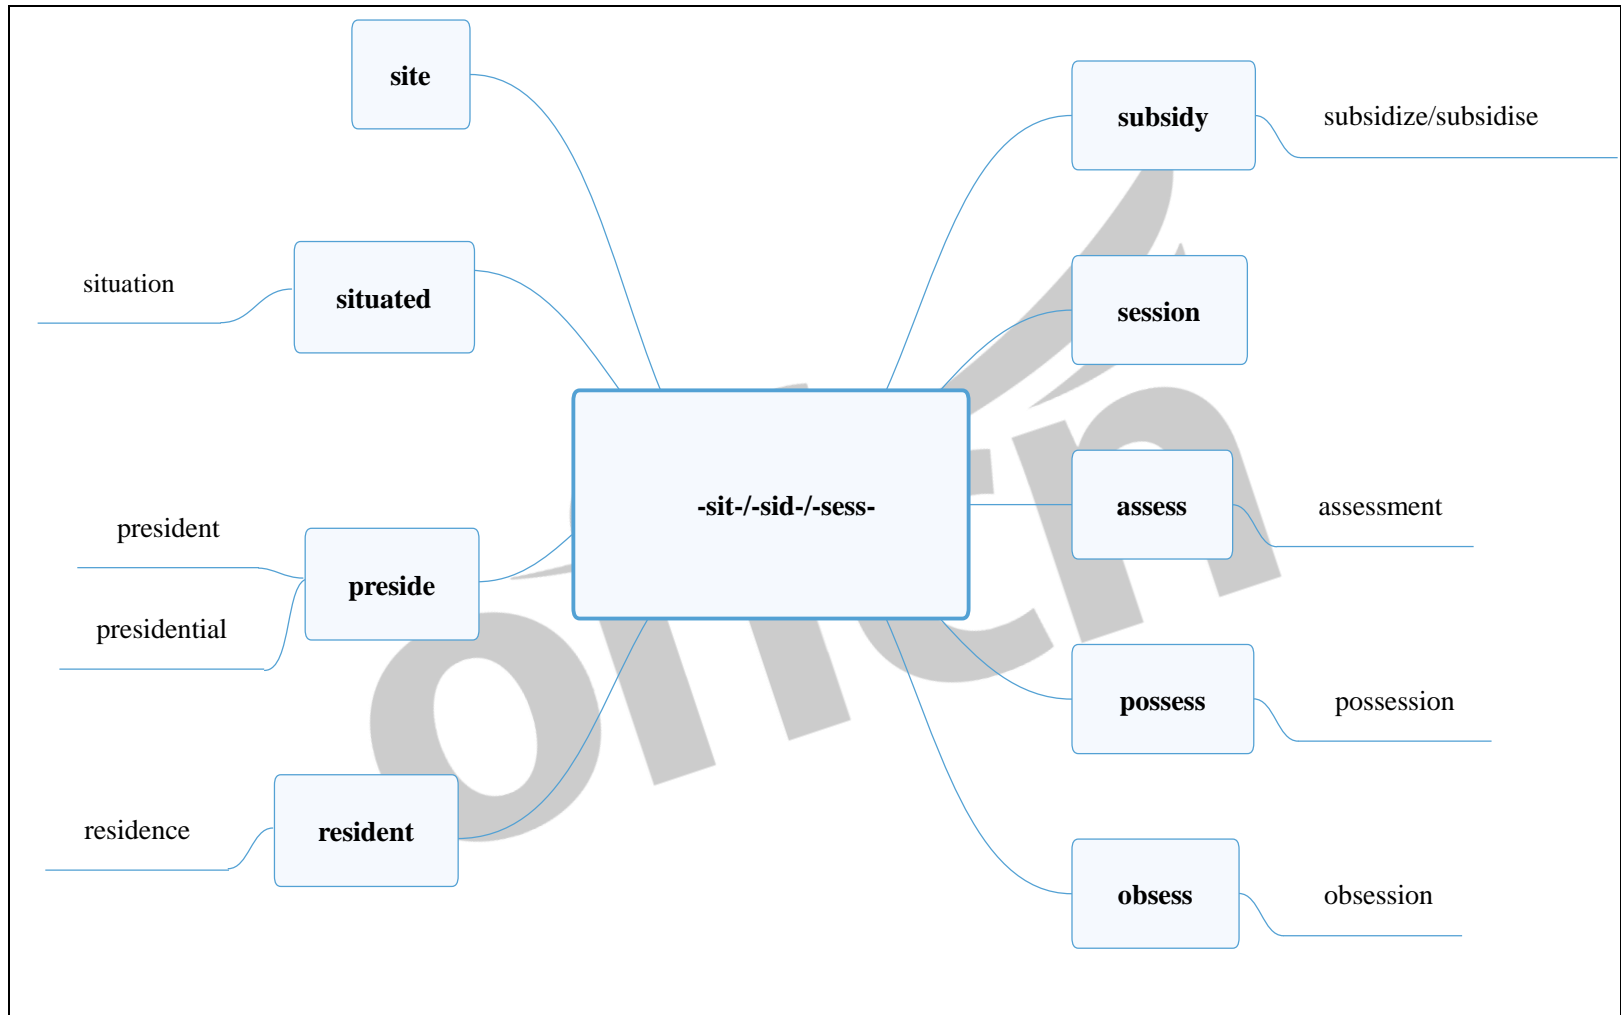 site
subsidy
subsidize/subsidise
situation
situated
session
-sit-/-sid-/-sess-
assess
assessment
president
preside
presidential
possess
possession
residence
resident
obsess
obsession